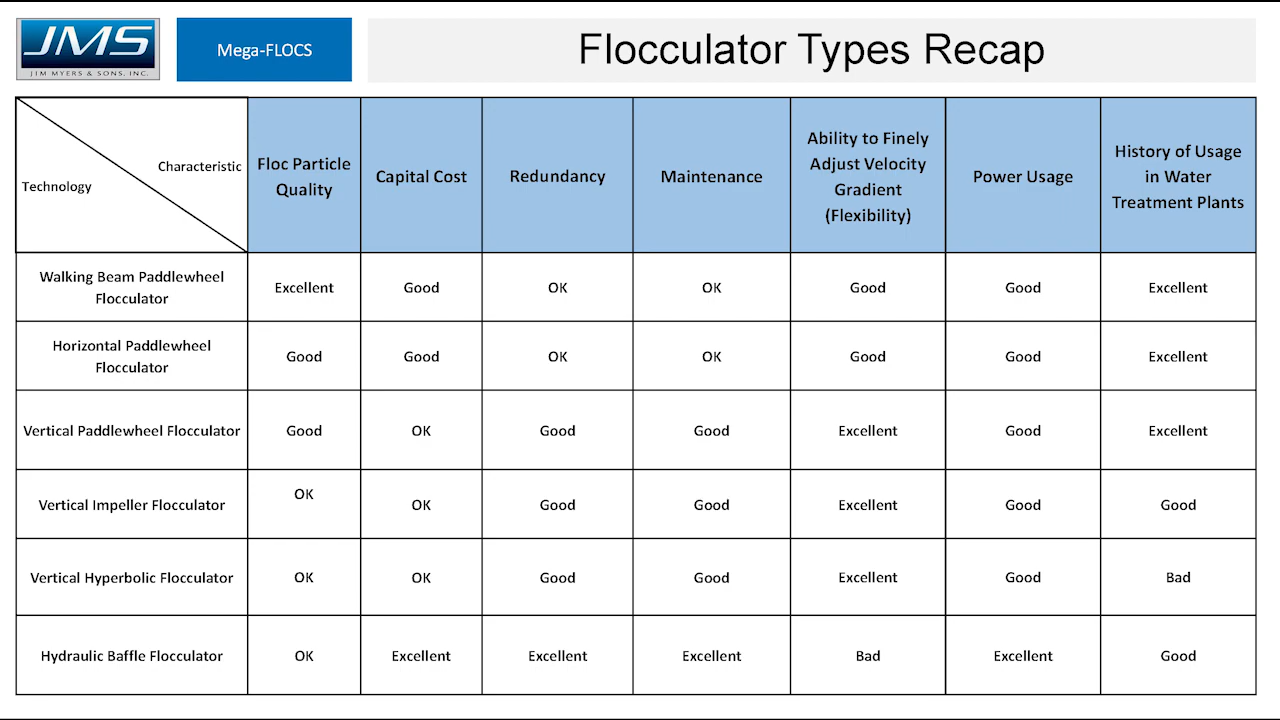 JMS
JIM MYERS & SONS, INC.
Mega-FLOCS
Flocculator Types Recap
Characteristic
Technology
Floc Particle
Quality
Capital Cost
Redundancy
Maintenance
Ability to Finely
Adjust Velocity
Gradient
(Flexibility)
Power Usage
History of Usage
in Water
Treatment Plants
Walking Beam Paddlewheel
Flocculator
Excellent
Good
OK
OK
Good
Good
Excellent
Horizontal Paddlewheel
Flocculator
Good
Good
OK
OK
Good
Good
Excellent
Vertical Paddlewheel Flocculator
Good
OK
Good
Good
Excellent
Good
Excellent
Vertical Impeller Flocculator
OK
OK
Good
Good
Excellent
Good
Good
Vertical Hyperbolic Flocculator
OK
OK
Good
Good
Excellent
Good
Bad
Hydraulic Baffle Flocculator
OK
Excellent
Excellent
Excellent
Bad
Excellent
Good